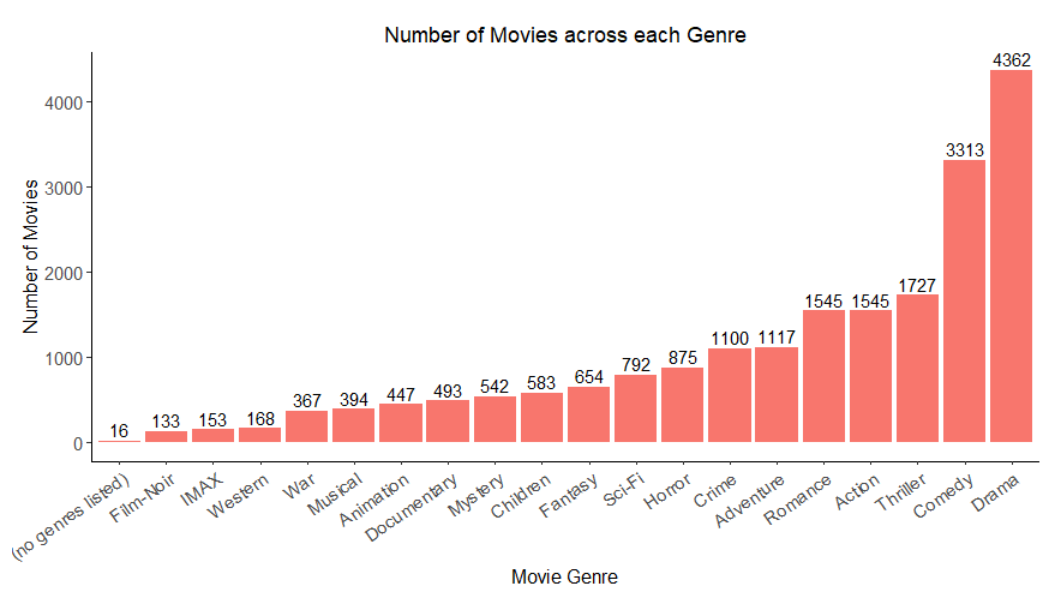 Number of Movies across each Genre
4362
4000
3313
3000
Number of Movies
2000
1727
1545 1545
1100 1117
1000
875
792
654
583
542
493
447
394
367
168
153
133
16
0
(no genres listed)
Film-Noir
IMAX
Western
War
Musical
Animation
Documentary
Mystery
Children
Fantasy
Sci-Fi
Horror
Crime
Adventure
Romance
Action
Thriller
Comedy
Drama
Movie Genre